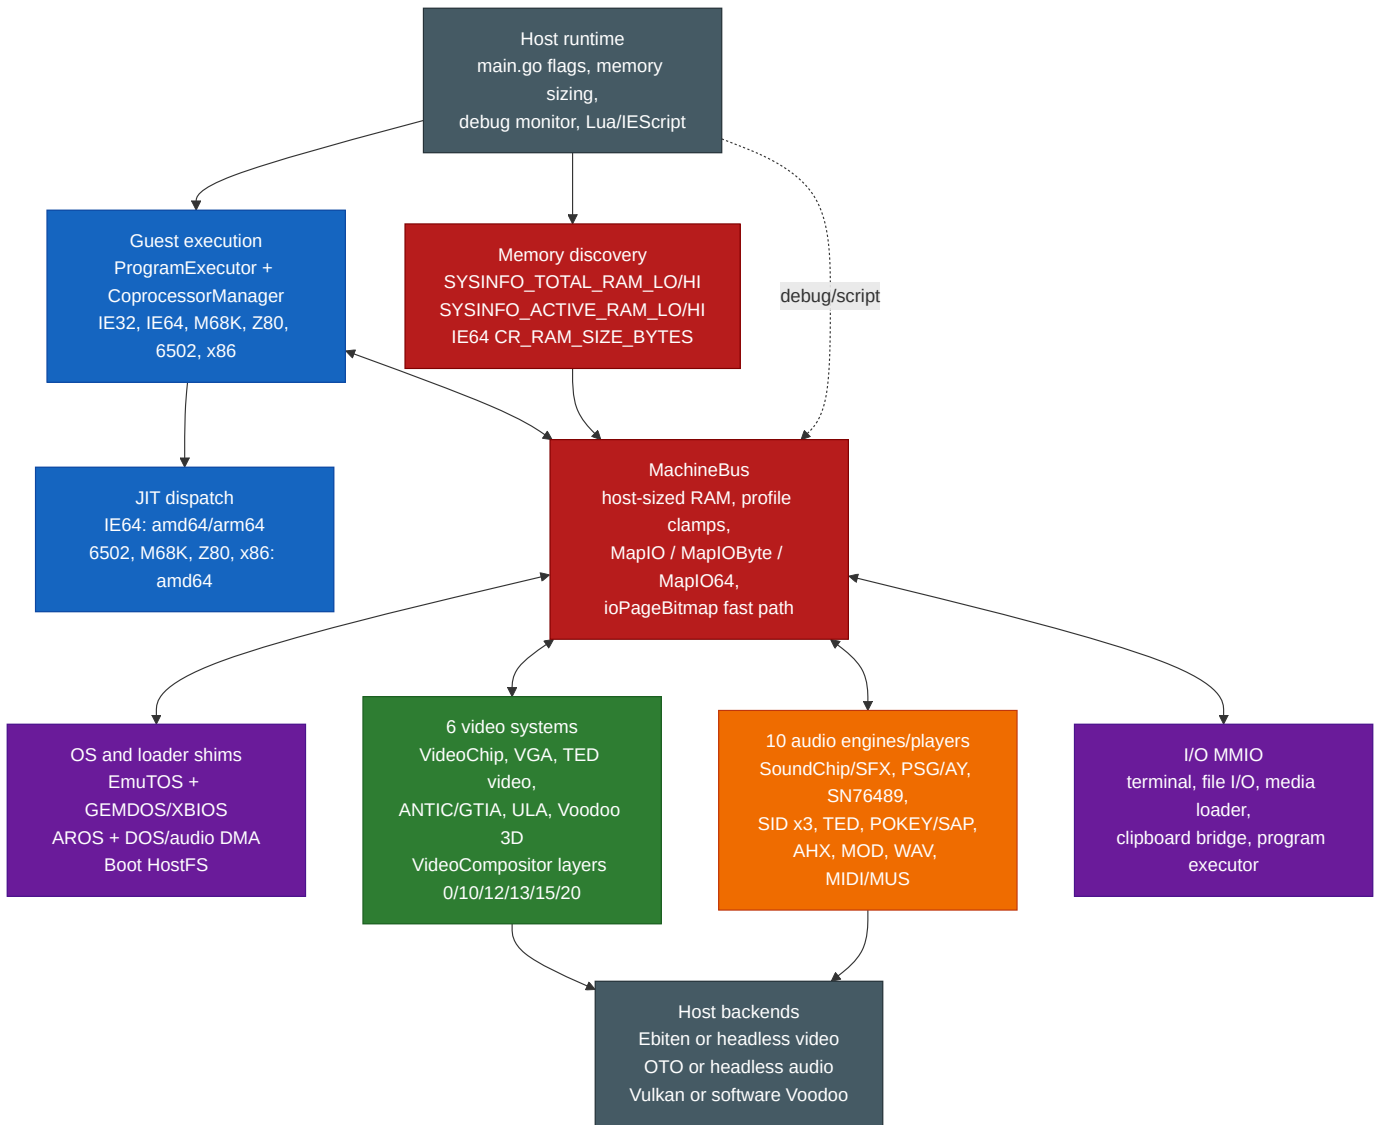 Host runtime
main.go flags, memory
sizing,
debug monitor, Lua/IEScript
Guest execution
ProgramExecutor +
CoprocessorManager
IE32, IE64, M68K, Z80,
6502, x86
Memory discovery
SYSINFO_TOTAL_RAM_LO/HI
SYSINFO_ACTIVE_RAM_LO/HI
IE64 CR_RAM_SIZE_BYTES
debug/script
JIT dispatch
IE64: amd64/arm64
6502, M68K, Z80, x86:
amd64
MachineBus
host-sized RAM, profile
clamps,
MapIO / MapIOByte /
MapIO64,
ioPageBitmap fast path
OS and loader shims
EmuTOS +
GEMDOS/XBIOS
AROS + DOS/audio DMA
Boot HostFS
6 video systems
VideoChip, VGA, TED
video,
ANTIC/GTIA, ULA, Voodoo
3D
VideoCompositor layers
0/10/12/13/15/20
10 audio engines/players
SoundChip/SFX, PSG/AY,
SN76489,
SID x3, TED, POKEY/SAP,
AHX, MOD, WAV,
MIDI/MUS
I/O MMIO
terminal, file I/O, media
loader,
clipboard bridge, program
executor
Host backends
Ebiten or headless video
OTO or headless audio
Vulkan or software Voodoo